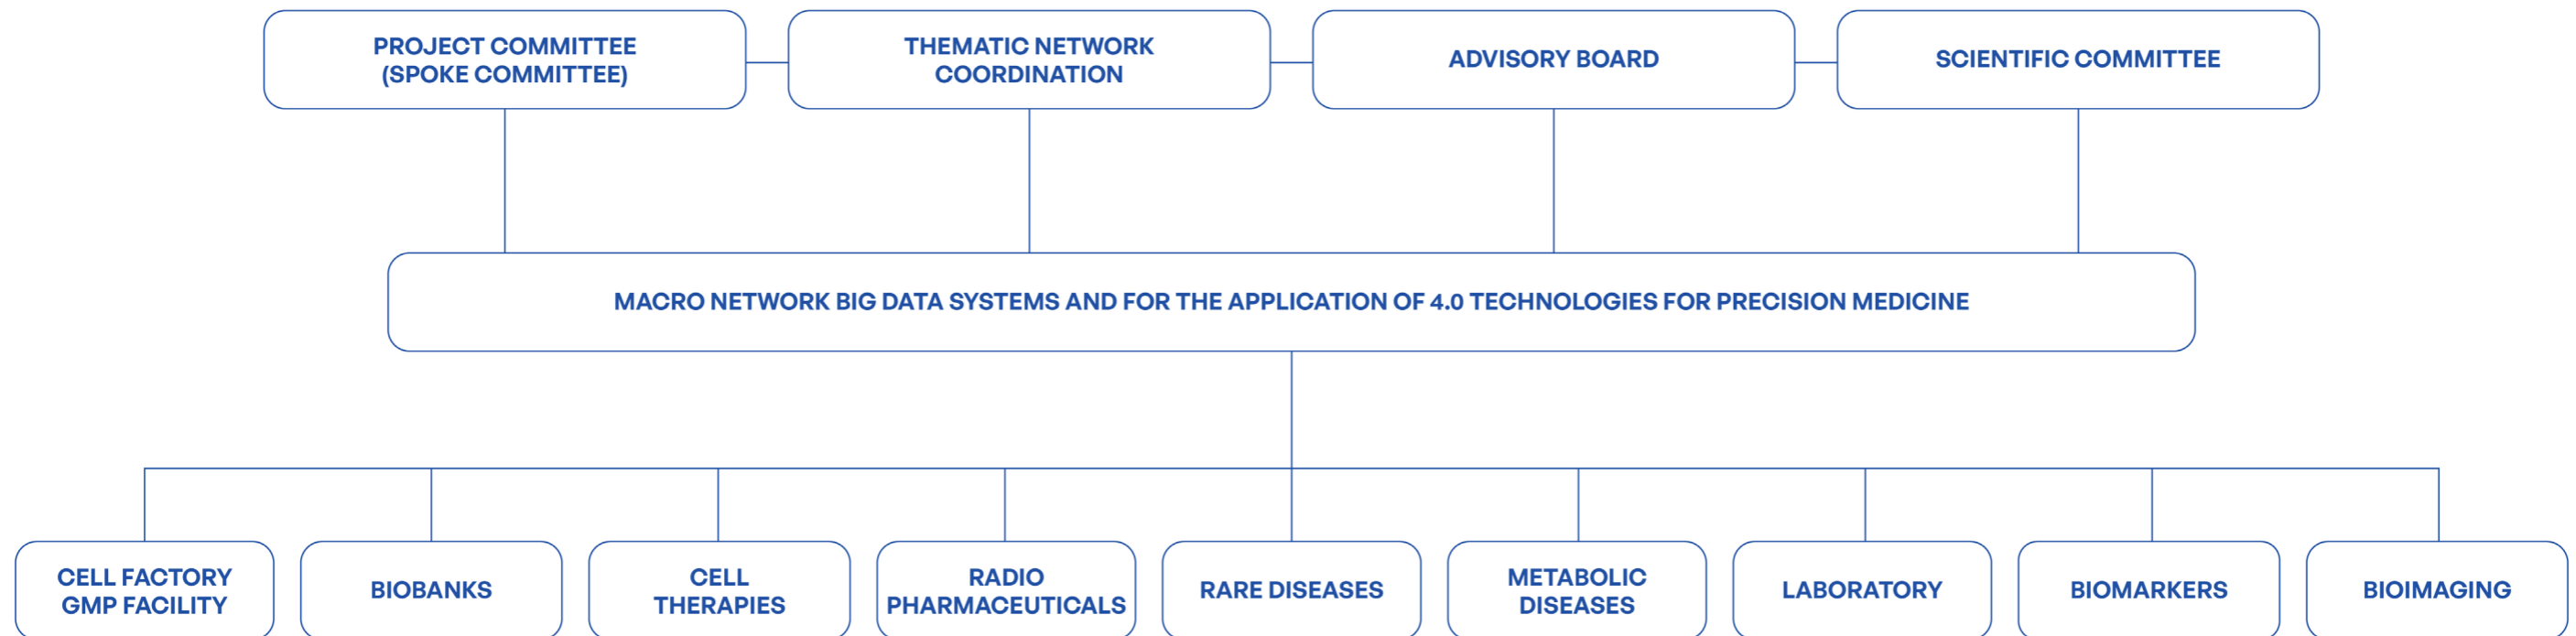 PROJECT COMMITTEE
(SPOKE COMMITTEE)
THEMATIC NETWORK
COORDINATION
ADVISORY BOARD
SCIENTIFIC COMMITTEE
MACRO NETWORK BIG DATA SYSTEMS AND FOR THE APPLICATION OF 4.0 TECHNOLOGIES FOR PRECISION MEDICINE
CELL FACTORY
GMP FACILITY
BIOBANKS
CELL
THERAPIES
RADIO
PHARMACEUTICALS
RARE DISEASES
METABOLIC
DISEASES
LABORATORY
BIOMARKERS
BIOIMAGING